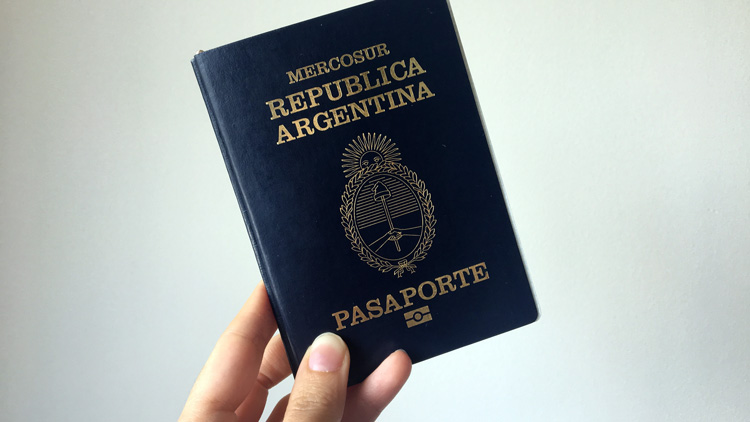 MERCOSUR
REPUBLICA
ARGENTINA
PASAPORTE